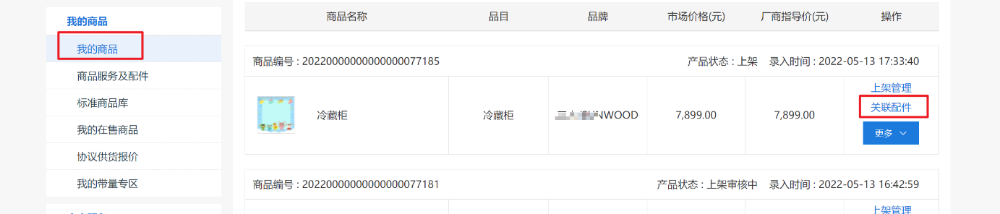 我的商品
我的商品
商品服务及配件
标准商品库
我的在售商品
协议供货报价
我的带量专区
商品名称 品目 品牌 市场价格(元) 厂商指导价(元) 操作
商品编号 : 20220000000000000077185 产品状态 : 上架 录入时间 : 2022-05-13 17:33:40
上架管理
冷藏柜 冷藏柜 NWOOD 7,899.00 7,899.00 关联配件
更多
商品编号 : 20220000000000000077181 产品状态 : 上架审核中 录入时间 : 2022-05-13 16:42:59
上架管理